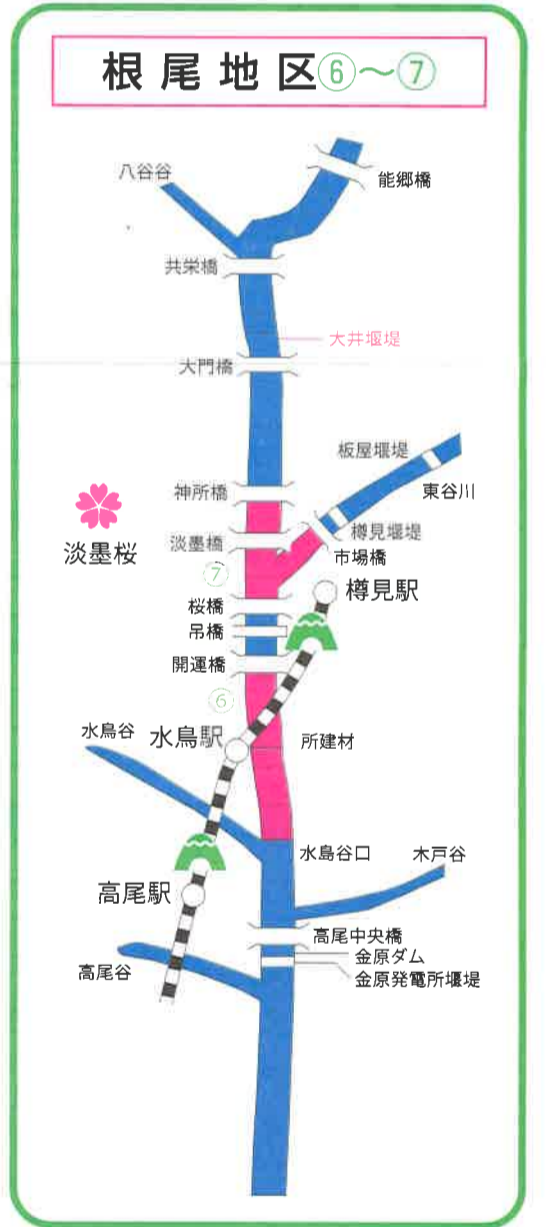 根尾地区⑥～⑦
八谷谷
能郷橋
共栄橋
大井堰堤
大門橋
板屋堰堤
東谷川
神所橋
淡墨桜
淡墨橋
樽見堰堤
市場橋
⑦
樽見駅
桜橋
吊橋
開運橋
⑥
水鳥谷
水鳥駅
所建材
水鳥谷口
木戸谷
高尾駅
高尾中央橋
金原ダム
高尾谷
金原発電所堰堤